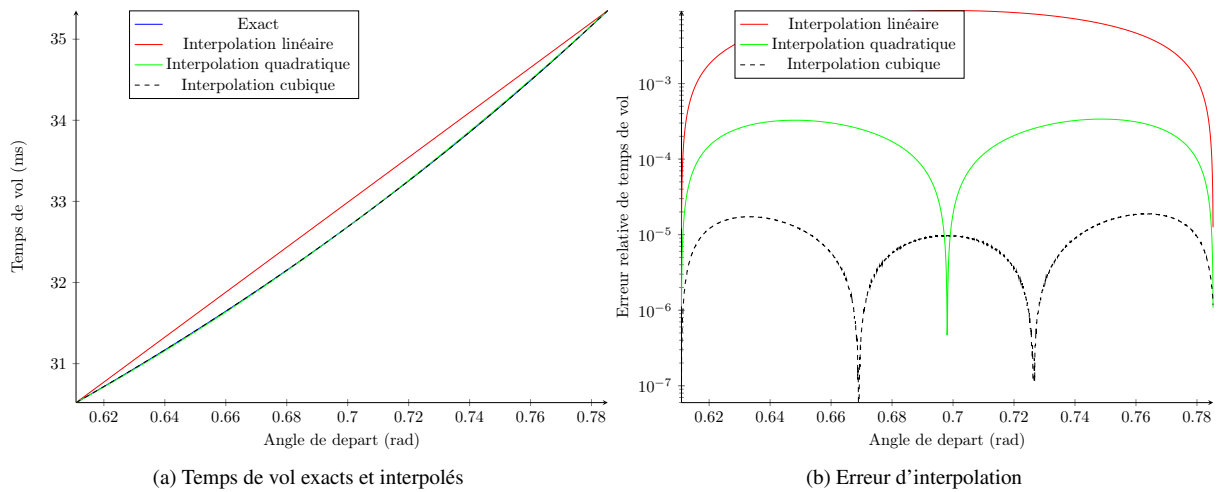 Exact
Interpolation linéaire
Interpolation quadratique
Interpolation cubique
35
34
33
32
31
Temps de vol (ms)
0.62 0.64 0.66 0.68 0.7 0.72 0.74 0.76 0.78
Angle de depart (rad)
(a) Temps de vol exacts et interpolés
Interpolation linéaire
Interpolation quadratique
Interpolation cubique
10⁻³
10⁻⁴
10⁻⁵
10⁻⁶
10⁻⁷
Erreur relative de temps de vol
0.62 0.64 0.66 0.68 0.7 0.72 0.74 0.76 0.78
Angle de depart (rad)
(b) Erreur d'interpolation